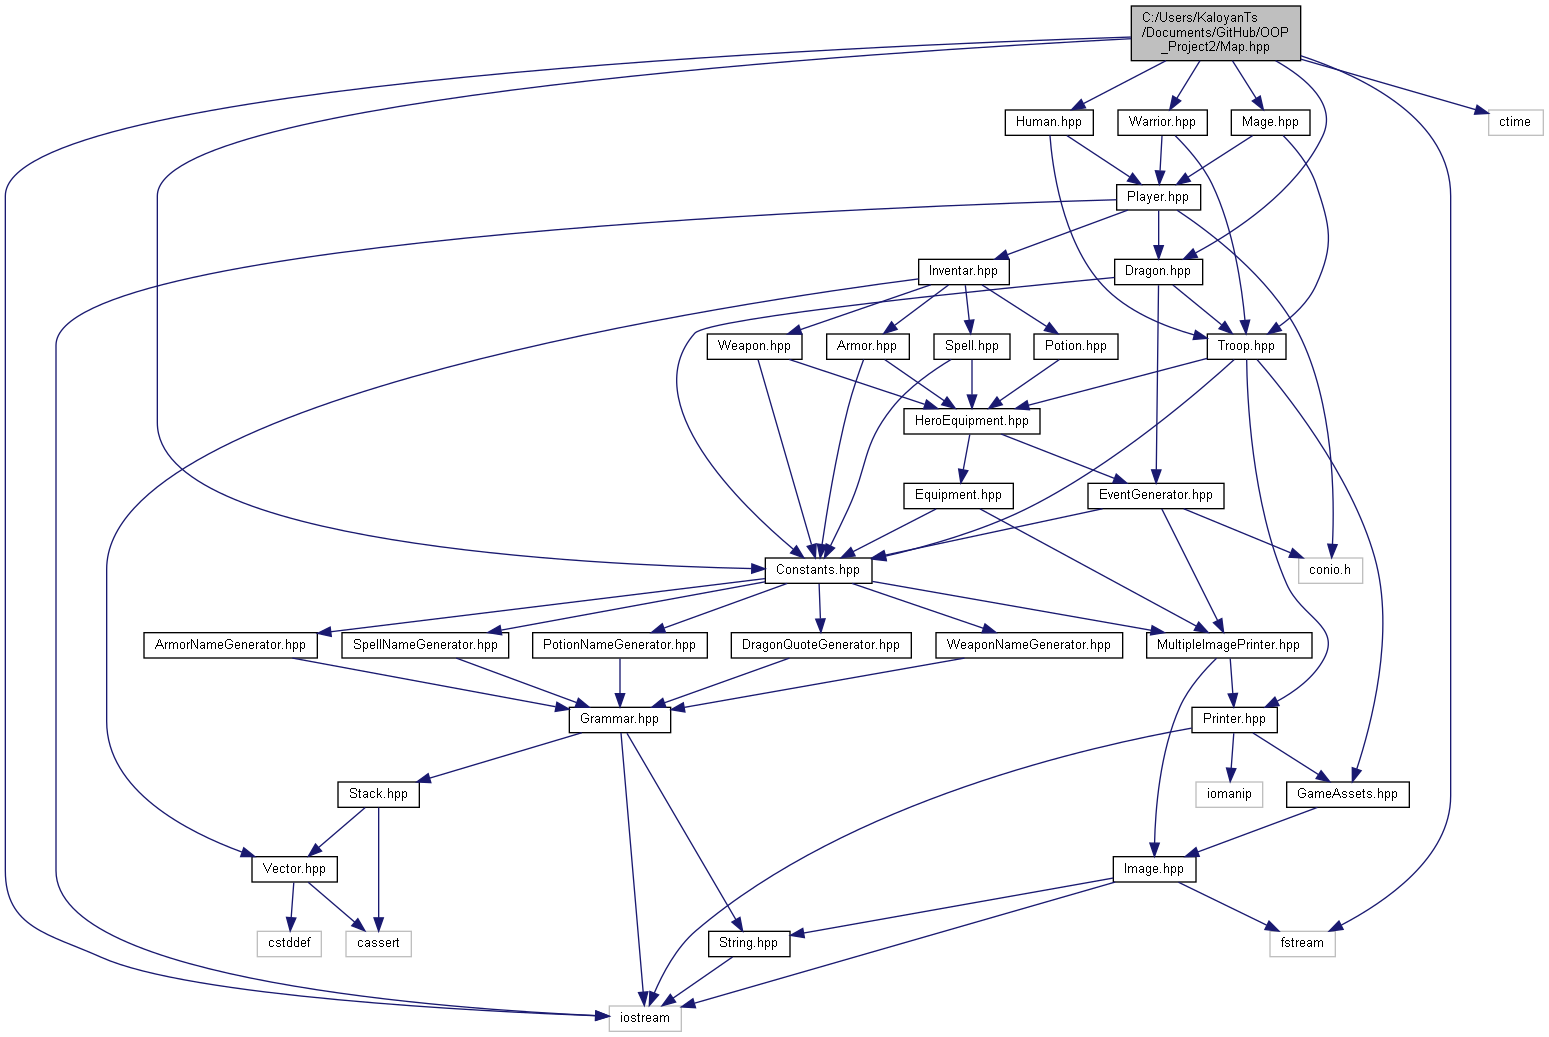 C:/Users/KaloyanTs
/Documents/GitHub/OOP
_Project2/Map.hpp
Human.hpp
Warrior.hpp
Mage.hpp
ctime
Player.hpp
Inventar.hpp
Dragon.hpp
Weapon.hpp
Armor.hpp
Spell.hpp
Potion.hpp
Troop.hpp
HeroEquipment.hpp
Equipment.hpp
EventGenerator.hpp
Constants.hpp
conio.h
ArmorNameGenerator.hpp
SpellNameGenerator.hpp
PotionNameGenerator.hpp
DragonQuoteGenerator.hpp
WeaponNameGenerator.hpp
MultipleImagePrinter.hpp
Grammar.hpp
Printer.hpp
Stack.hpp
iomanip
GameAssets.hpp
Vector.hpp
Image.hpp
cstddef
cassert
String.hpp
fstream
iostream